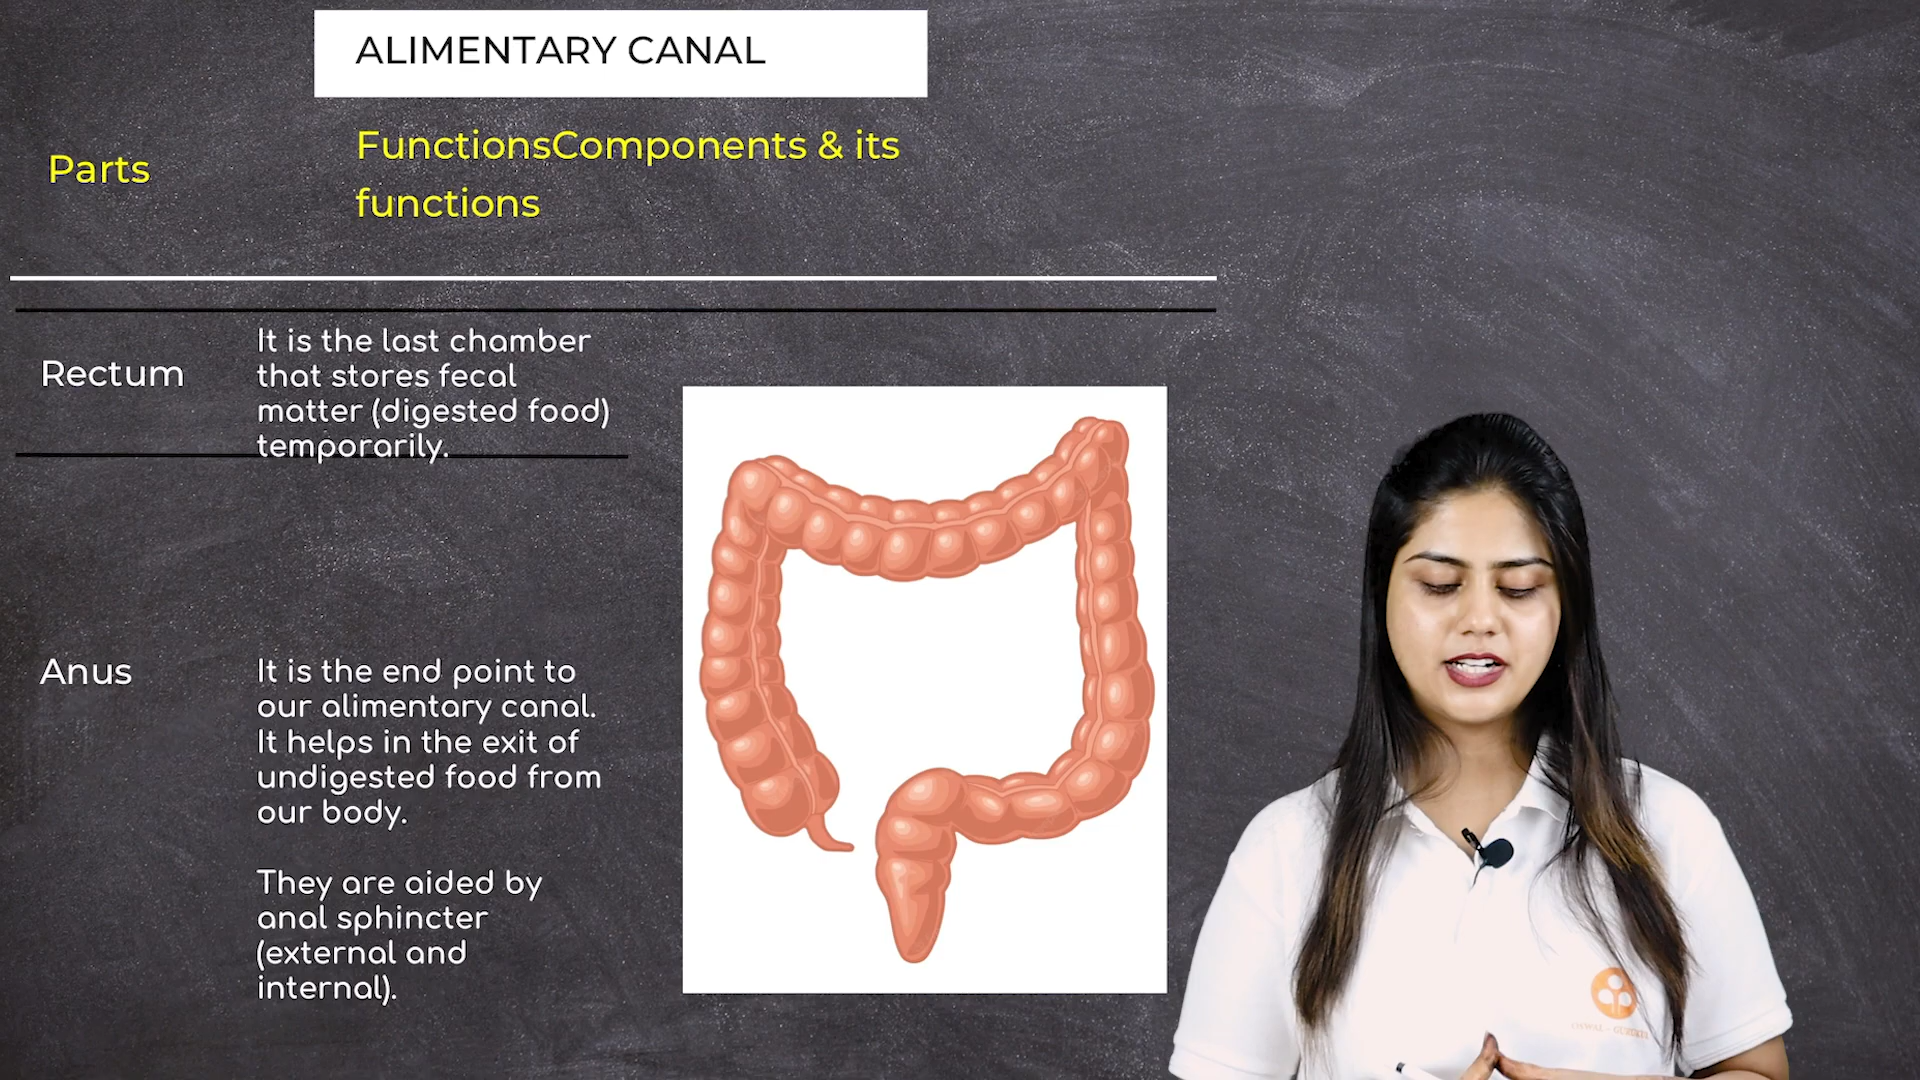 ALIMENTARY CANAL
Parts
FunctionsComponents & its
functions
Rectum
It is the last chamber
that stores fecal
matter (digested food)
temporarily.
Anus
It is the end point to
our alimentary canal.
It helps in the exit of
undigested food from
our body.
They are aided by
anal sphincter
(external and
internal).